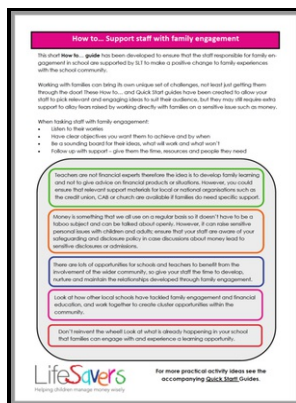 How to… Support staff with family engagement
This short How to… guide has been developed to ensure that the staff responsible for family en-
gagement in school are supported by SLT to make a positive change to family experiences
with the school community.
Working with families can bring its own unique set of challenges, not least just getting them
through the door! These How to… and Quick Start guides have been created to allow your
staff to pick relevant and engaging ideas to suit their audience, but they may still require extra
support to allay fears raised by working directly with families on a sensitive issue such as money.
When tasking staff with family engagement:
• Listen to their worries
• Have clear objectives you want them to achieve and by when
• Be a sounding board for their ideas, what will work and what won't
• Follow up with support – give them the time, resources and people they need
Teachers are not financial experts therefore the idea is to develop family learning
and not to give advice on financial products or situations. However, you could
ensure that relevant support materials for local or national organisations such as
the credit union, CAB or church are available if families do need specific support.
Money is something that we all use on a regular basis so it doesn't have to be a
taboo subject and can be talked about openly. However, it can raise sensitive
personal issues with children and adults; ensure that your staff are aware of your
safeguarding and disclosure policy in case discussions about money lead to
sensitive disclosures or admissions.
There are lots of opportunities for schools and teachers to benefit from the
involvement of the wider community, so give your staff the time to develop,
nurture and maintain the relationships developed through family engagement.
Look at how other local schools have tackled family engagement and financial
education, and work together to create cluster opportunities within the
community.
Don't reinvent the wheel! Look at what is already happening in your school
that families can engage with and experience a learning opportunity.
LifeSavers
Helping children manage money wisely
For more practical activity ideas see the
accompanying Quick Start Guides.